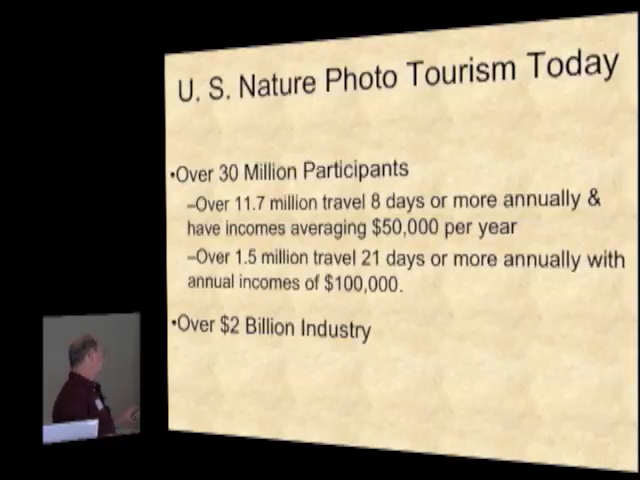 U. S. Nature Photo Tourism Today
•Over 30 Million Participants
–Over 11.7 million travel 8 days or more annually &
have incomes averaging $50,000 per year
–Over 1.5 million travel 21 days or more annually with
annual incomes of $100,000.
•Over $2 Billion Industry